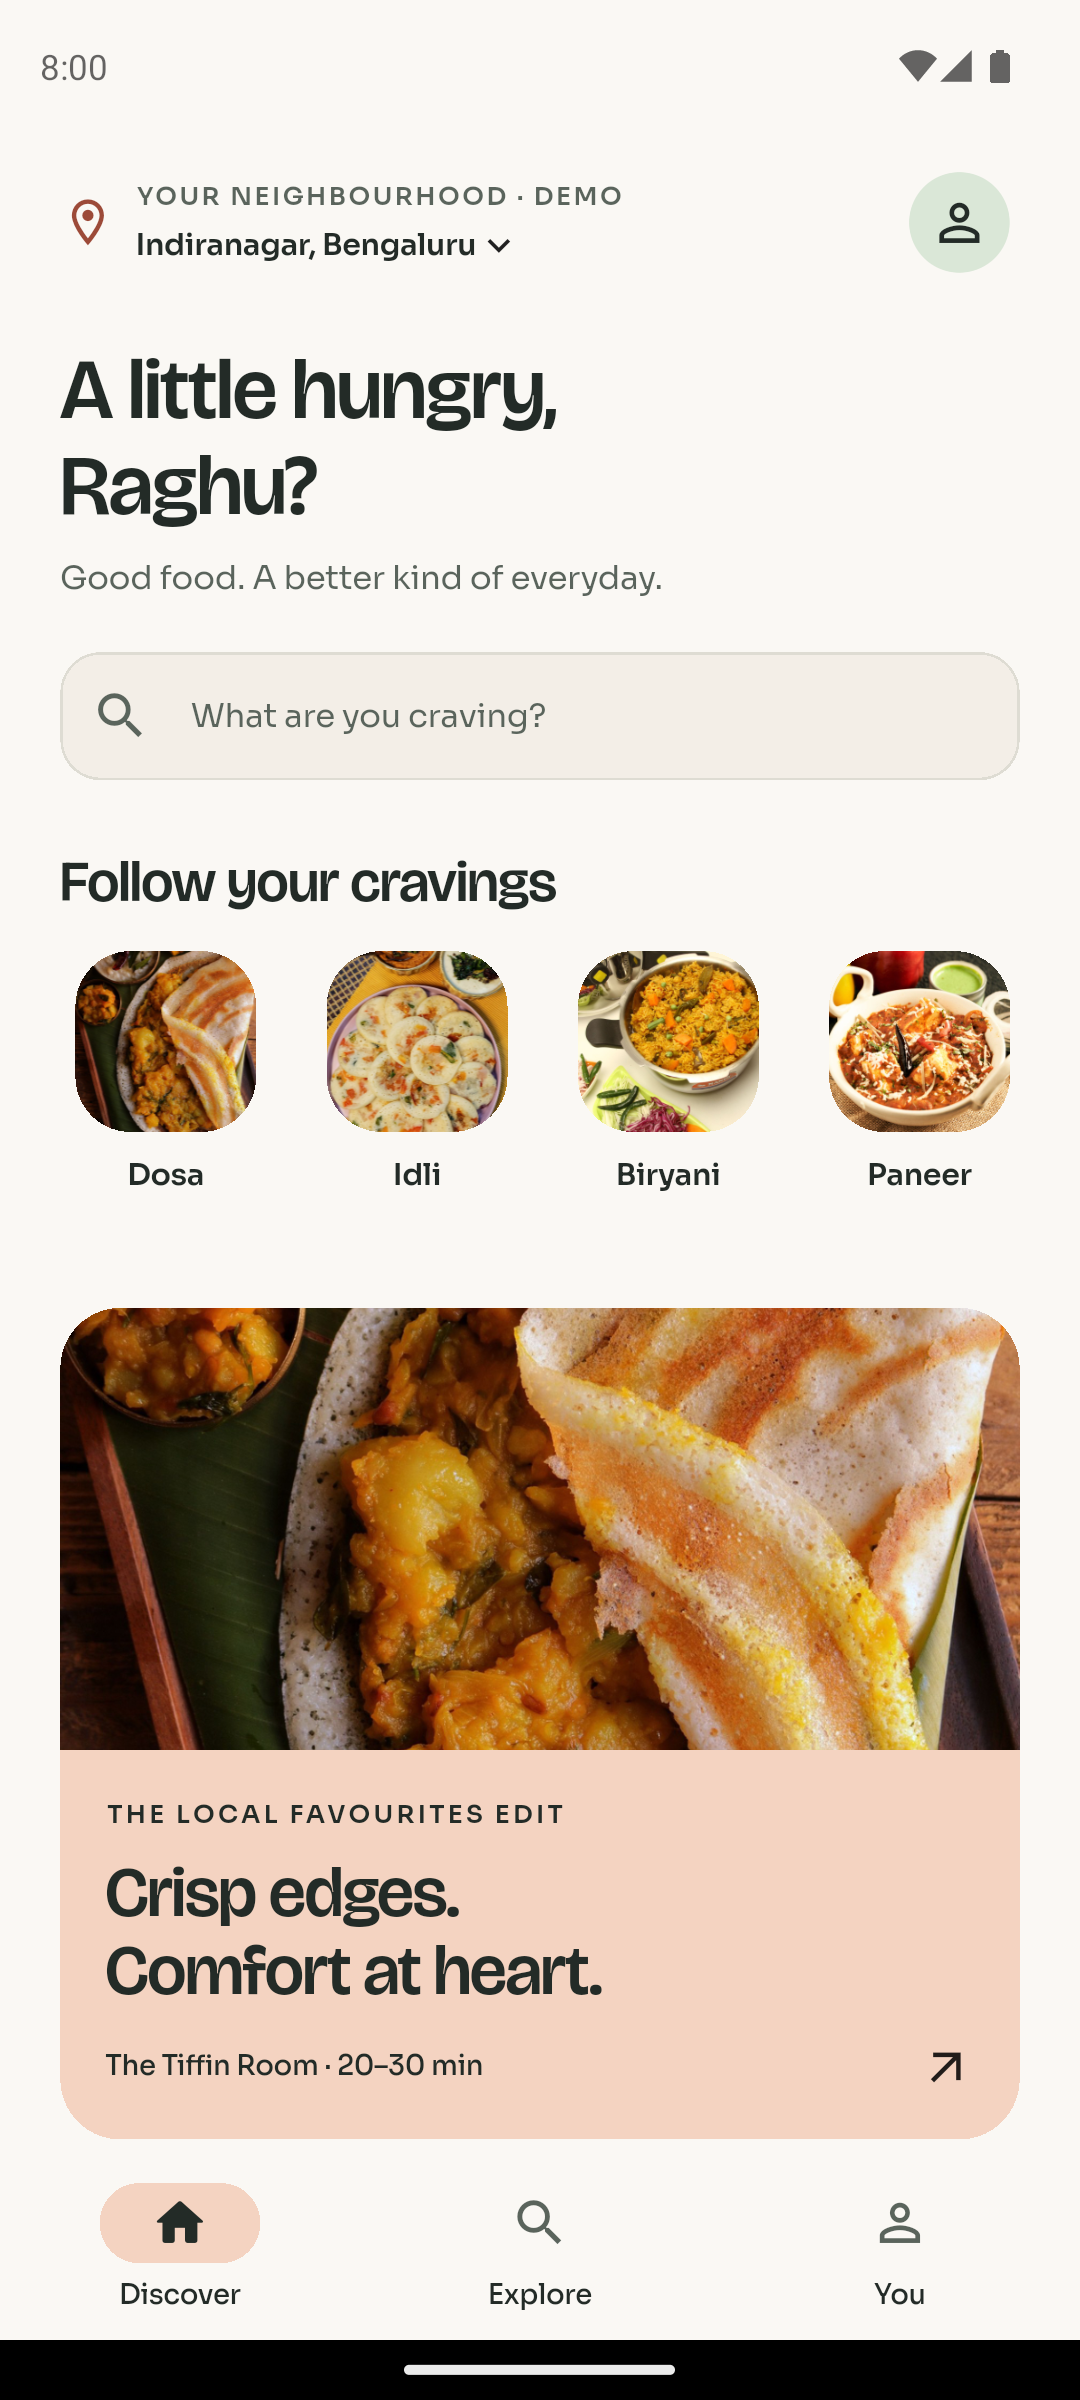 8:00
YOUR NEIGHBOURHOOD · DEMO
Indiranagar, Bengaluru
A little hungry,
Raghu?
Good food. A better kind of everyday.
What are you craving?
Follow your cravings
Dosa
Idli
Biryani
Paneer
THE LOCAL FAVOURITES EDIT
Crisp edges.
Comfort at heart.
The Tiffin Room · 20–30 min
Discover
Explore
You